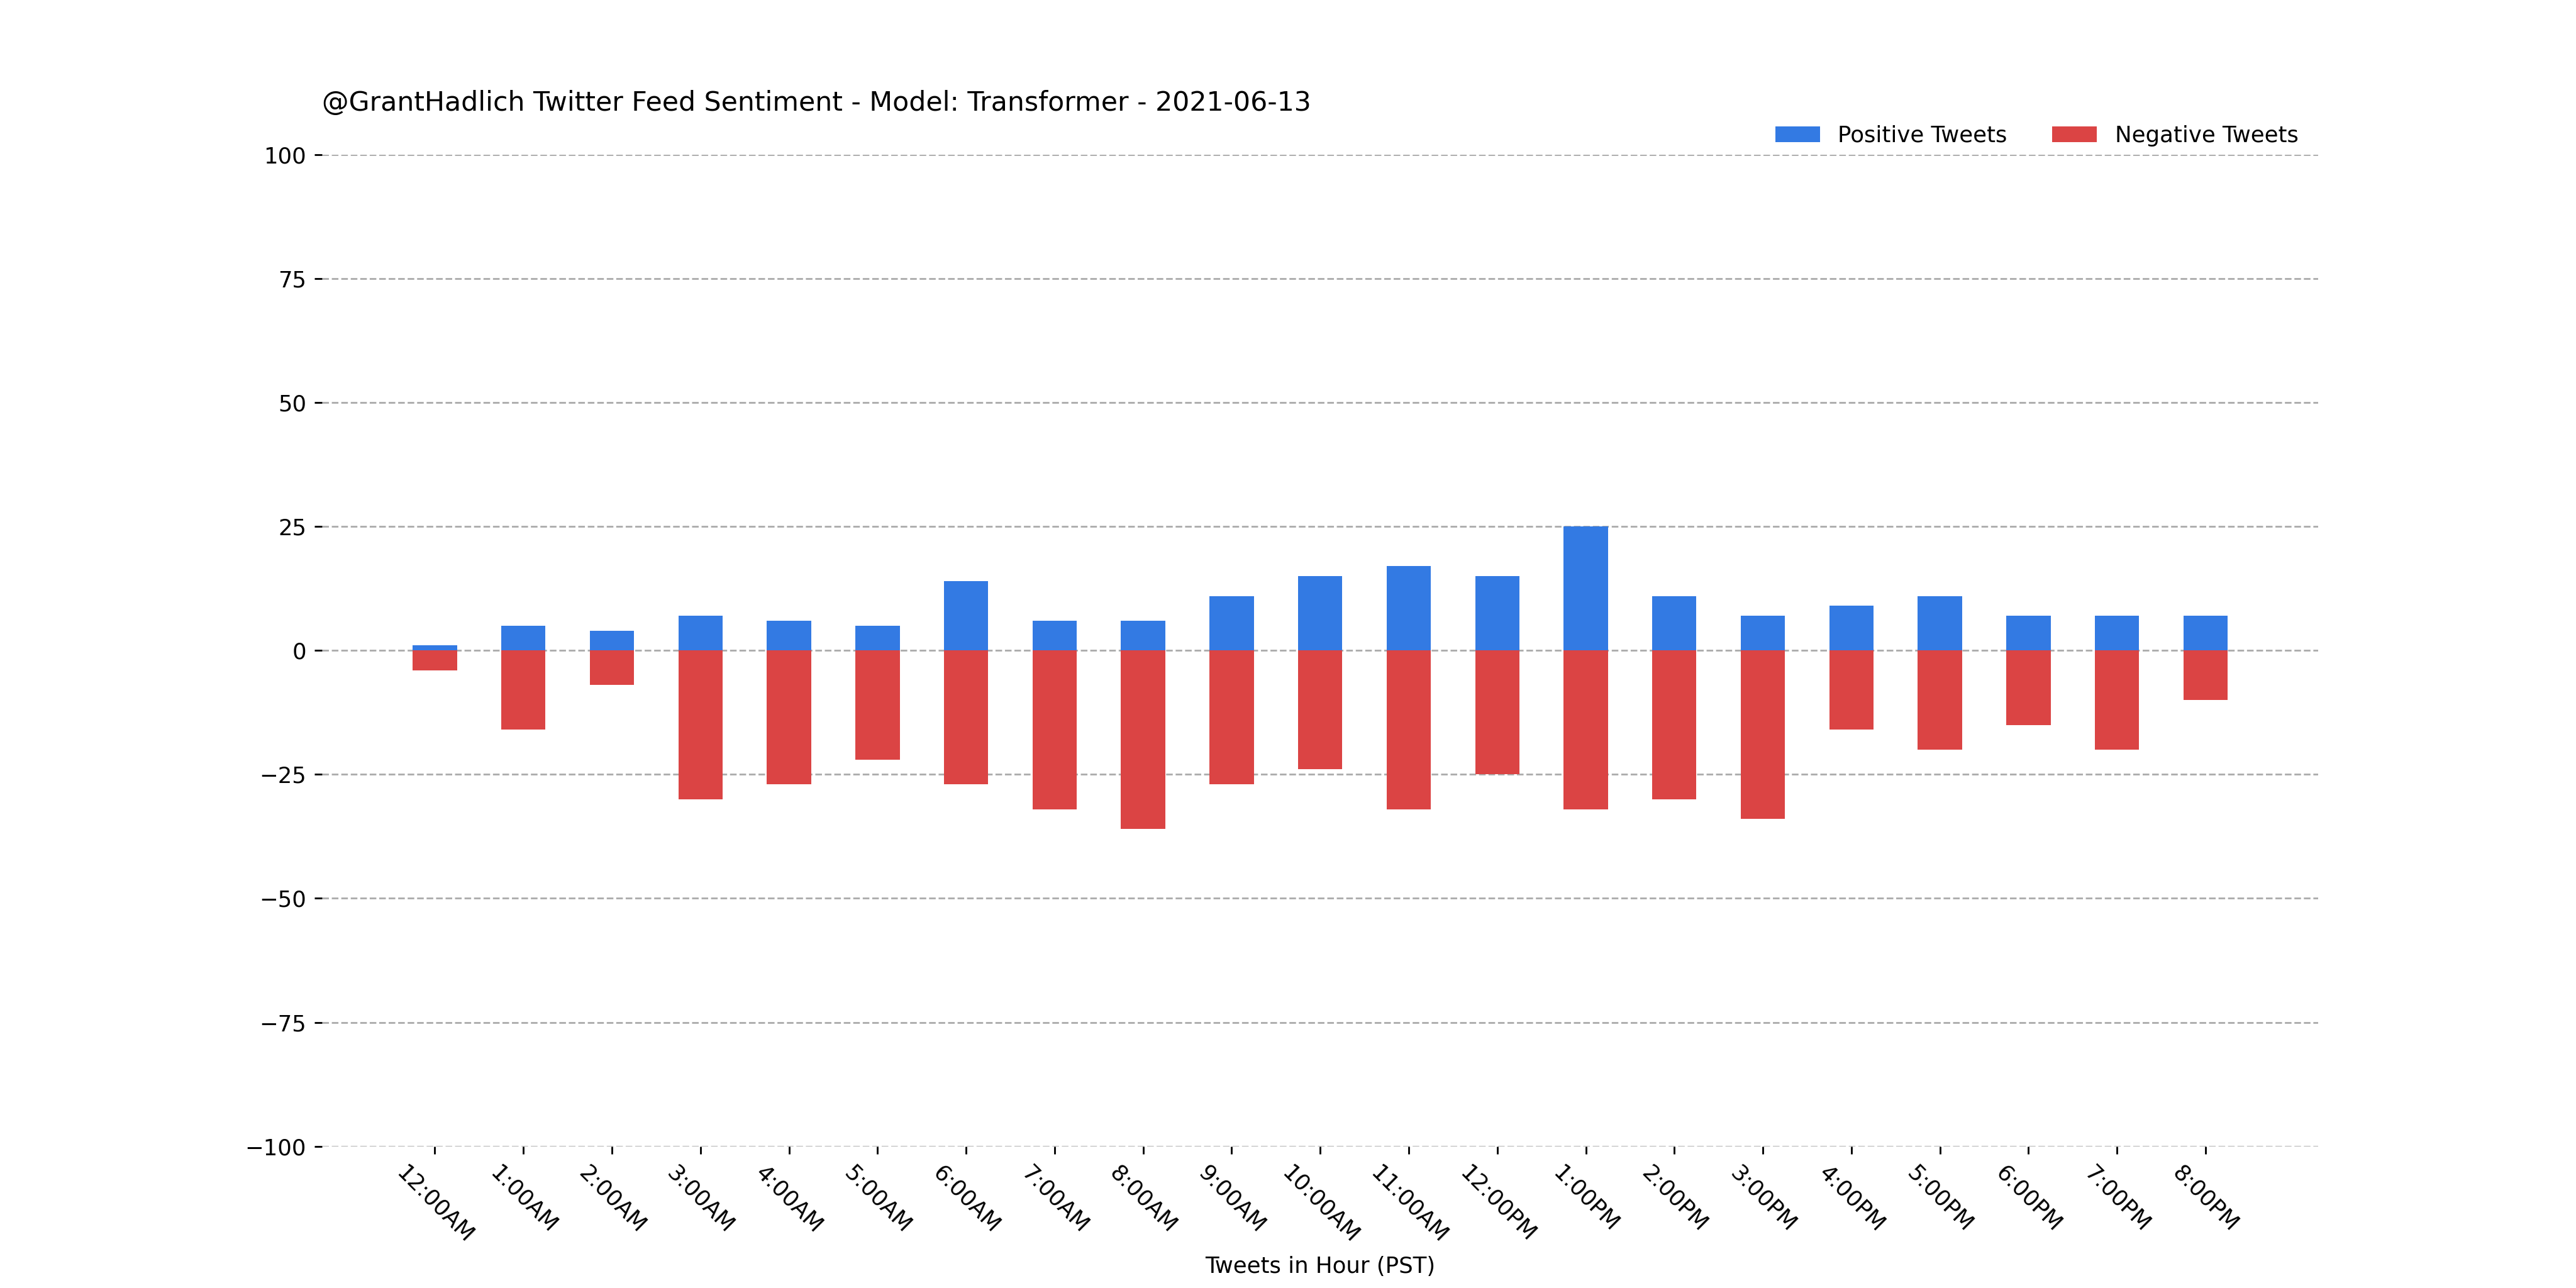 @GrantHadlich Twitter Feed Sentiment - Model: Transformer - 2021-06-13
Positive Tweets
Negative Tweets
100
75
50
25
0
−25
−50
−75
−100
12:00AM
1:00AM
2:00AM
3:00AM
4:00AM
5:00AM
6:00AM
7:00AM
8:00AM
9:00AM
10:00AM
11:00AM
12:00PM
1:00PM
2:00PM
3:00PM
4:00PM
5:00PM
6:00PM
7:00PM
8:00PM
Tweets in Hour (PST)